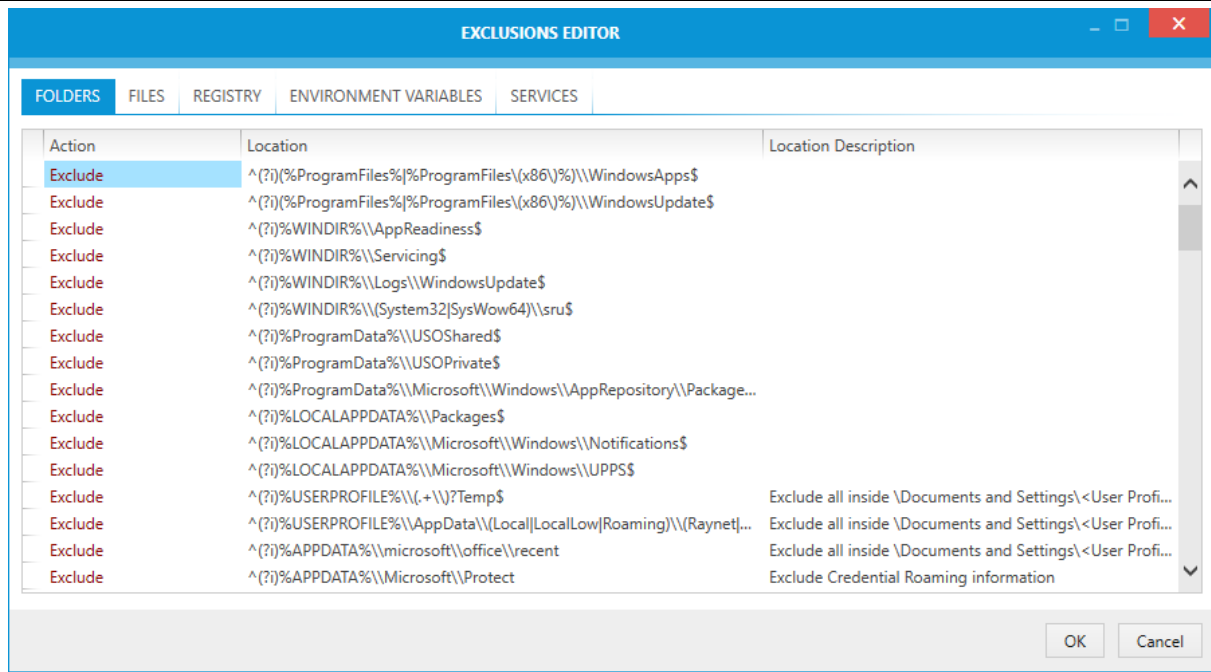 EXCLUSIONS EDITOR
FOLDERS FILES REGISTRY ENVIRONMENT VARIABLES SERVICES
Action Location Location Description
Exclude ^(?i)(%ProgramFiles%|%ProgramFiles\(x86\)%)\\WindowsApps$
Exclude ^(?i)(%ProgramFiles%|%ProgramFiles\(x86\)%)\\WindowsUpdate$
Exclude ^(?i)%WINDIR%\\AppReadiness$
Exclude ^(?i)%WINDIR%\\Servicing$
Exclude ^(?i)%WINDIR%\\Logs\\WindowsUpdate$
Exclude ^(?i)%WINDIR%\\(System32|SysWow64)\\sru$
Exclude ^(?i)%ProgramData%\\USOShared$
Exclude ^(?i)%ProgramData%\\USOPrivate$
Exclude ^(?i)%ProgramData%\\Microsoft\\Windows\\AppRepository\\Package...
Exclude ^(?i)%LOCALAPPDATA%\\Packages$
Exclude ^(?i)%LOCALAPPDATA%\\Microsoft\\Windows\\Notifications$
Exclude ^(?i)%LOCALAPPDATA%\\Microsoft\\Windows\\UPPS$
Exclude ^(?i)%USERPROFILE%\\(.+\\)?Temp$ Exclude all inside \Documents and Settings\<User Profi...
Exclude ^(?i)%USERPROFILE%\\AppData\\(Local|LocalLow|Roaming)\\(Raynet|... Exclude all inside \Documents and Settings\<User Profi...
Exclude ^(?i)%APPDATA%\\microsoft\\office\\recent Exclude all inside \Documents and Settings\<User Profi...
Exclude ^(?i)%APPDATA%\\Microsoft\\Protect Exclude Credential Roaming information
OK Cancel